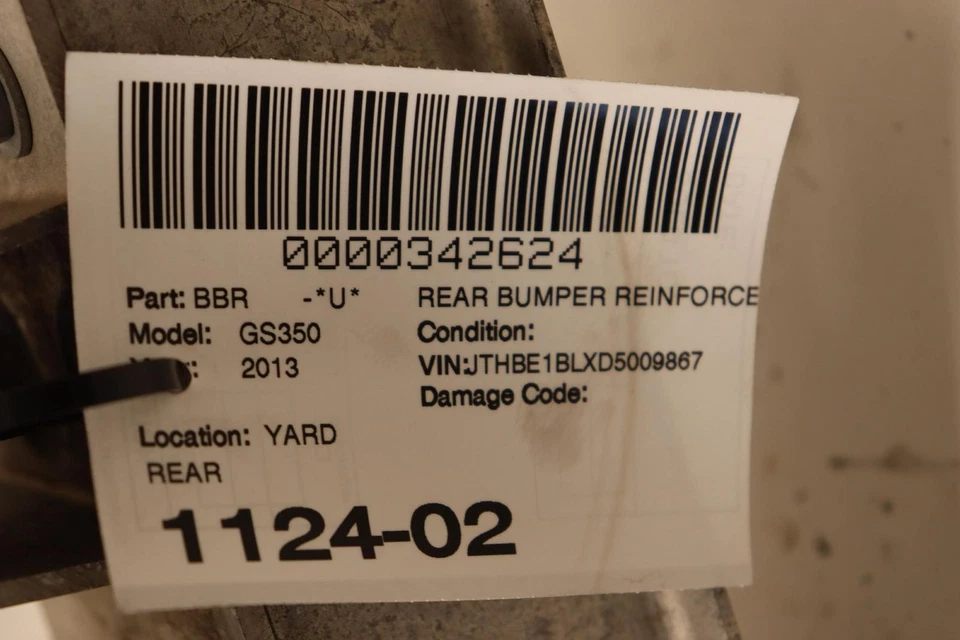 0000342624
Part: BBR -*U* REAR BUMPER REINFORCE
Model: GS350 Condition:
2013 VIN:JTHBE1BLXD5009867
Damage Code:
Location: YARD
REAR
1124-02